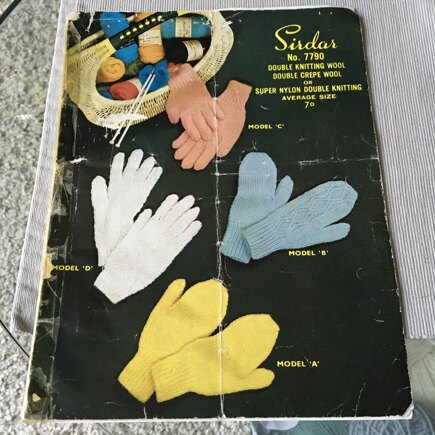 Sirdar
No. 7790
DOUBLE KNITTING WOOL
DOUBLE CREPE WOOL
OR
SUPER NYLON DOUBLE KNITTING
AVERAGE SIZE
7D
MODEL 'C'
MODEL 'B'
MODEL 'D'
MODEL 'A'